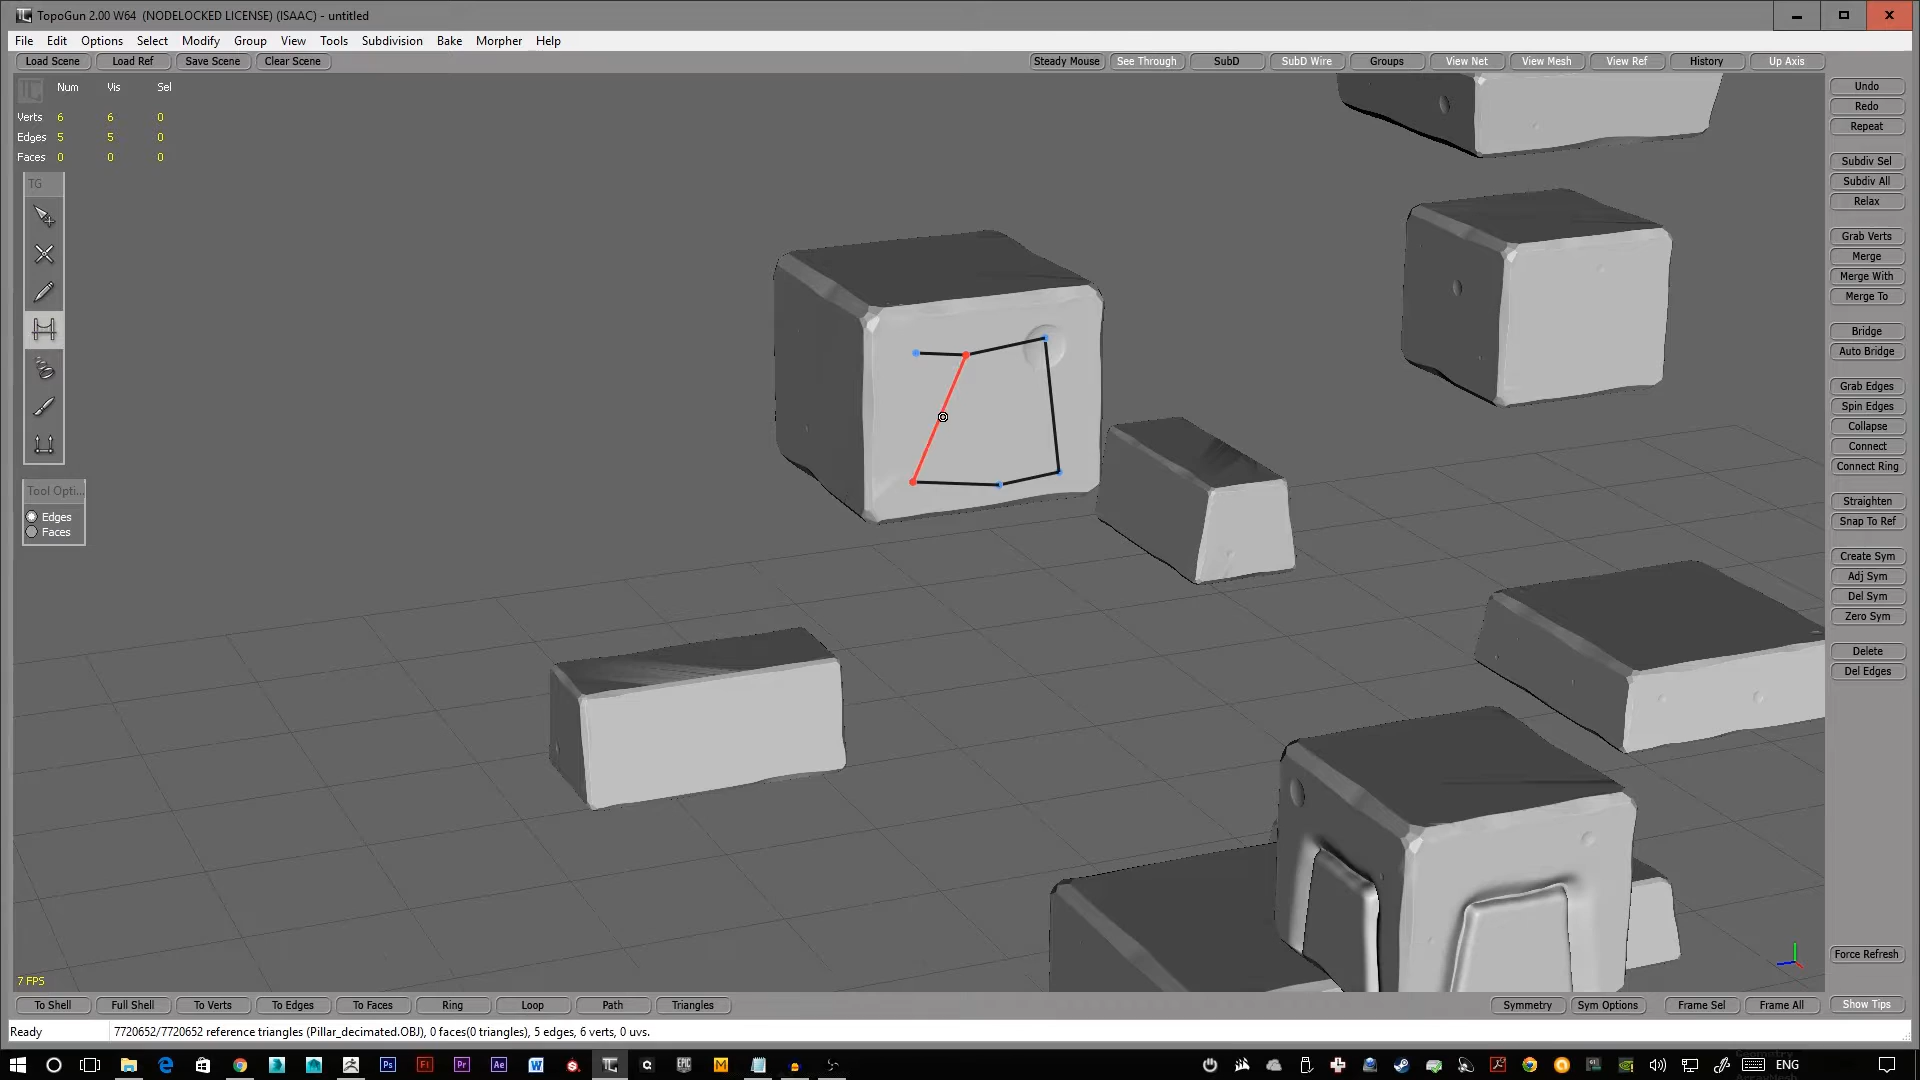 TopoGun 2.00 W64 (NODELOCKED LICENSE) (ISAAC) - untitled
File Edit Options Select Modify Group View Tools Subdivision Bake Morpher Help
Load Scene Load Ref Save Scene Clear Scene Steady Mouse See Through SubD SubD Wire Groups View Net View Mesh View Ref History Up Axis
Num Vis Sel
Verts 6 6 0
Edges 5 5 0
Faces 0 0 0
TG
Tool Opti...
Edges
Faces
Undo
Redo
Repeat
Subdiv Sel
Subdiv All
Relax
Grab Verts
Merge
Merge With
Merge To
Bridge
Auto Bridge
Grab Edges
Spin Edges
Collapse
Connect
Connect Ring
Straighten
Snap To Ref
Create Sym
Adj Sym
Del Sym
Zero Sym
Delete
Del Edges
Force Refresh
7 FPS
To Shell Full Shell To Verts To Edges To Faces Ring Loop Path Triangles Symmetry Sym Options Frame Sel Frame All Show Tips
Ready 7720652/7720652 reference triangles (Pillar_decimated.OBJ), 0 faces(0 triangles), 5 edges, 6 verts, 0 uvs.
Ps Fl Pr Ae W EPIC M ENG